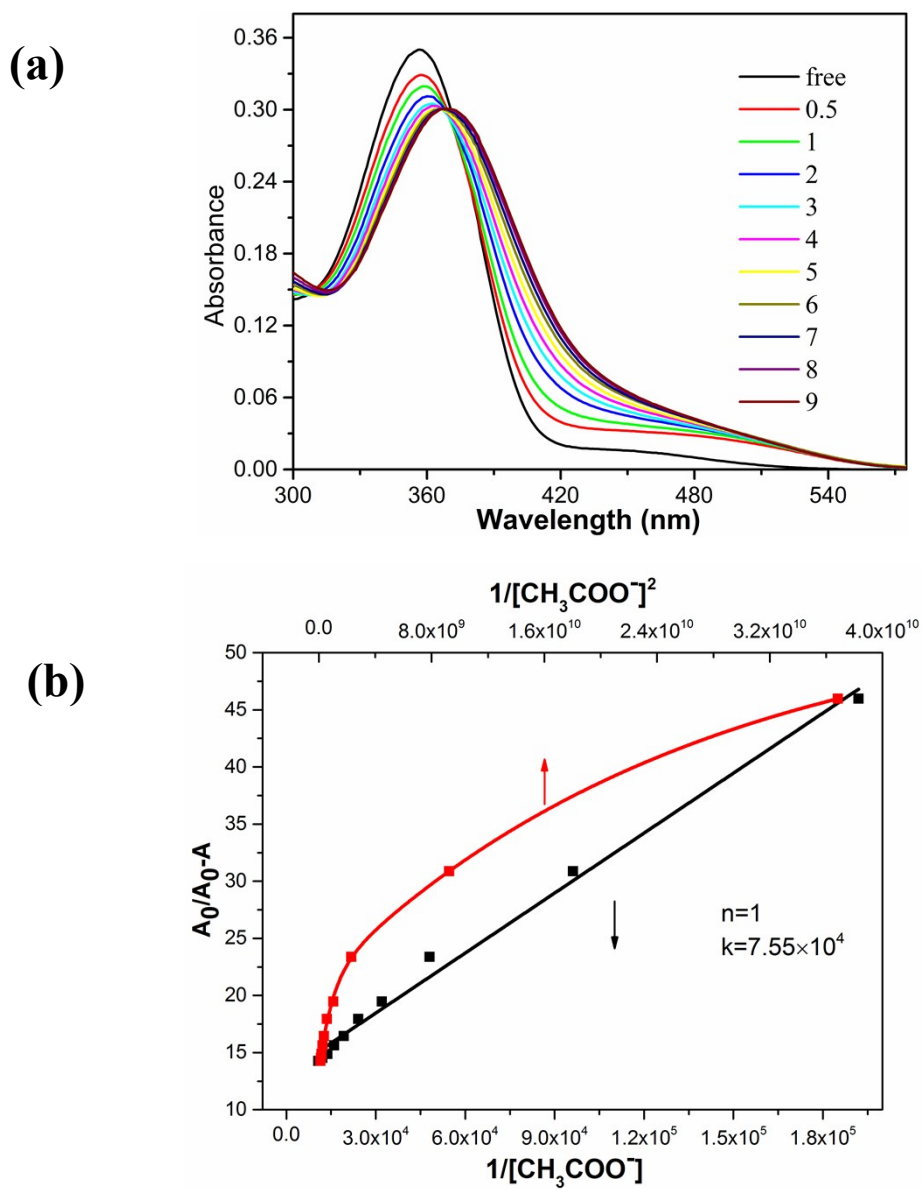 (a)
0.36
0.30
0.24
0.18
0.12
0.06
0.00
Absorbance
free
0.5
1
2
3
4
5
6
7
8
9
300 360 420 480 540
Wavelength (nm)
(b)
1/[CH₃COO⁻]²
0.0 8.0x10⁹ 1.6x10¹⁰ 2.4x10¹⁰ 3.2x10¹⁰ 4.0x10¹⁰
50
45
40
35
30
25
20
15
10
A₀/A₀-A
n=1
k=7.55×10⁴
0.0 3.0x10⁴ 6.0x10⁴ 9.0x10⁴ 1.2x10⁵ 1.5x10⁵ 1.8x10⁵
1/[CH₃COO⁻]